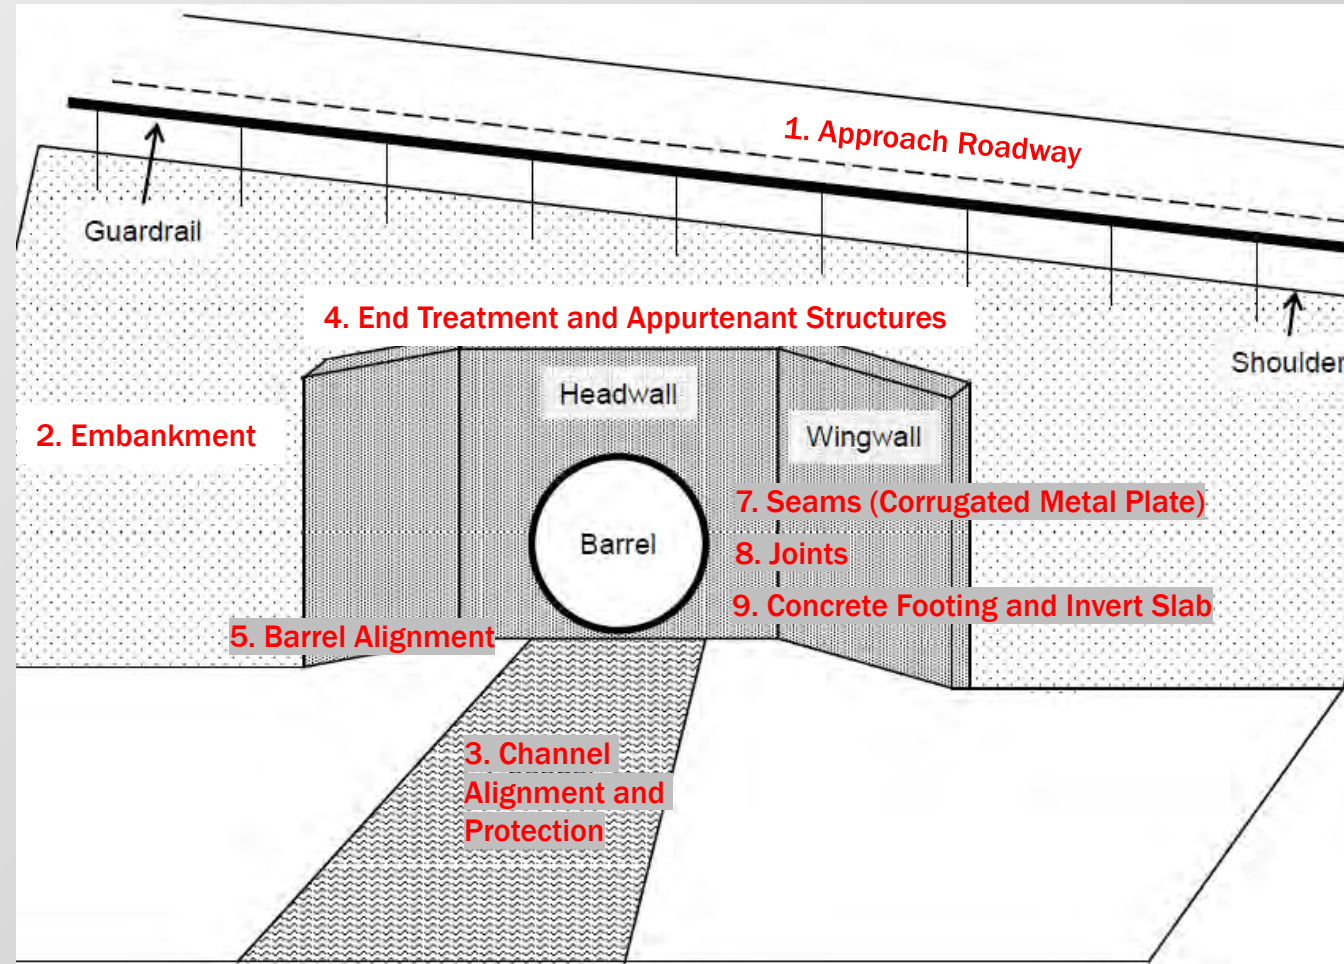 1. Approach Roadway
Guardrail
4. End Treatment and Appurtenant Structures
Shoulder
Headwall
2. Embankment
Wingwall
7. Seams (Corrugated Metal Plate)
Barrel
8. Joints
9. Concrete Footing and Invert Slab
5. Barrel Alignment
3. Channel
Alignment and
Protection